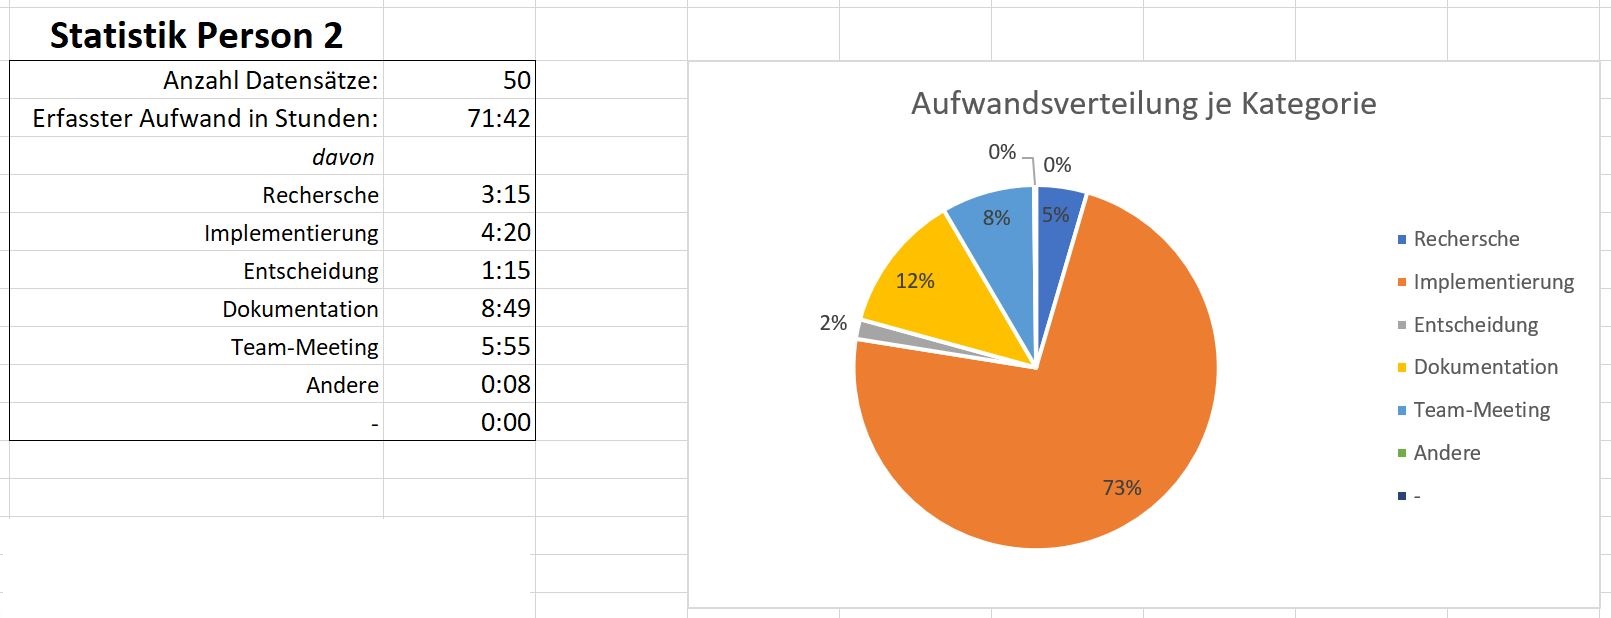 Statistik Person 2
Anzahl Datensätze: 50
Erfasster Aufwand in Stunden: 71:42
davon
Rechersche 3:15
Implementierung 4:20
Entscheidung 1:15
Dokumentation 8:49
Team-Meeting 5:55
Andere 0:08
- 0:00
Aufwandsverteilung je Kategorie
0% 0%
8% 5%
12%
2%
73%
Rechersche
Implementierung
Entscheidung
Dokumentation
Team-Meeting
Andere
-